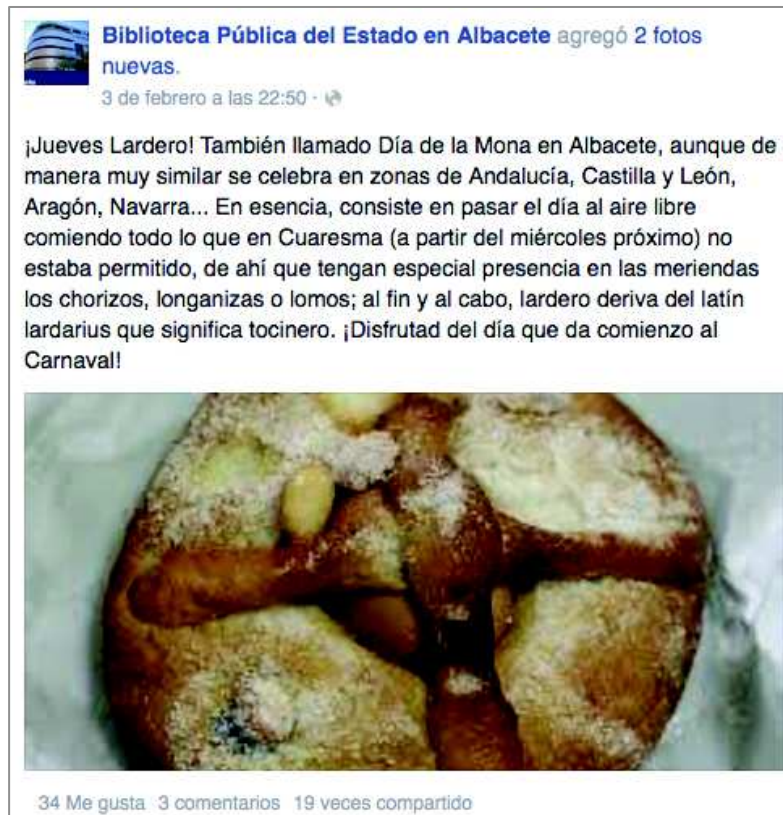 Biblioteca Pública del Estado en Albacete agregó 2 fotos
nuevas.
3 de febrero a las 22:50 ·
¡Jueves Lardero! También llamado Día de la Mona en Albacete, aunque de
manera muy similar se celebra en zonas de Andalucía, Castilla y León,
Aragón, Navarra... En esencia, consiste en pasar el día al aire libre
comiendo todo lo que en Cuaresma (a partir del miércoles próximo) no
estaba permitido, de ahí que tengan especial presencia en las meriendas
los chorizos, longanizas o lomos; al fin y al cabo, lardero deriva del latín
lardarius que significa tocinero. ¡Disfrutad del día que da comienzo al
Carnaval!
34 Me gusta 3 comentarios 19 veces compartido